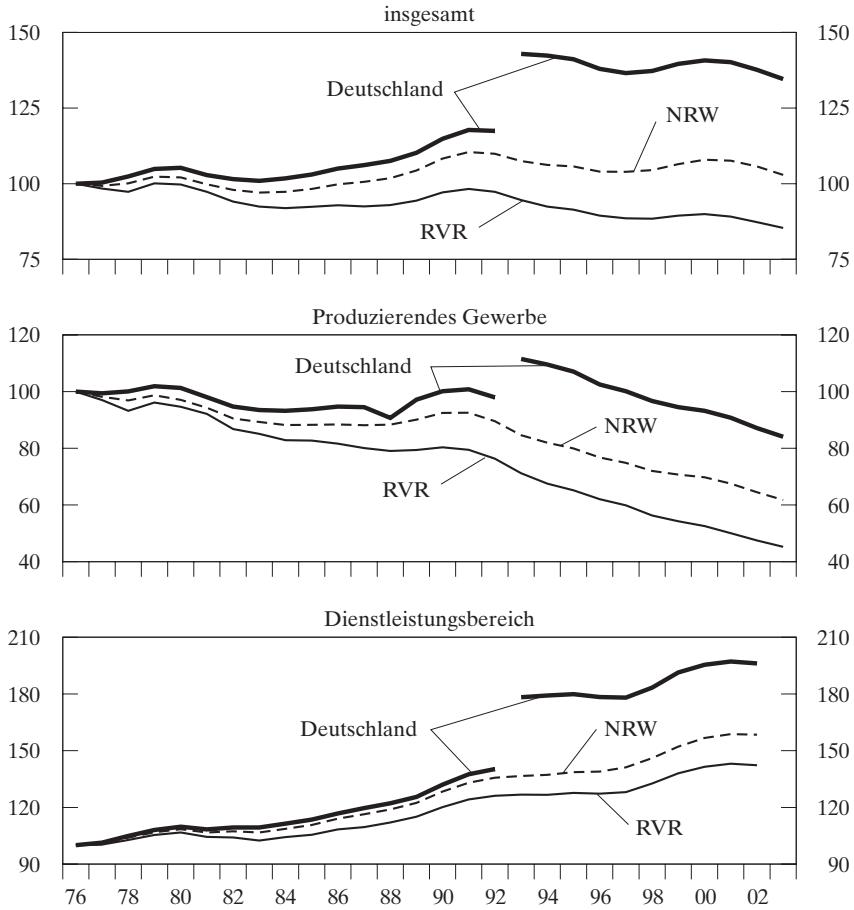 insgesamt
150 150
Deutschland
125 NRW 125
100 100
RVR
75 75
Produzierendes Gewerbe
120 120
Deutschland
100 100
NRW
80 80
RVR
60 60
40 40
Dienstleistungsbereich
210 210
180 180
Deutschland NRW
150 150
120 120
RVR
90 90
76 78 80 82 84 86 88 90 92 94 96 98 00 02